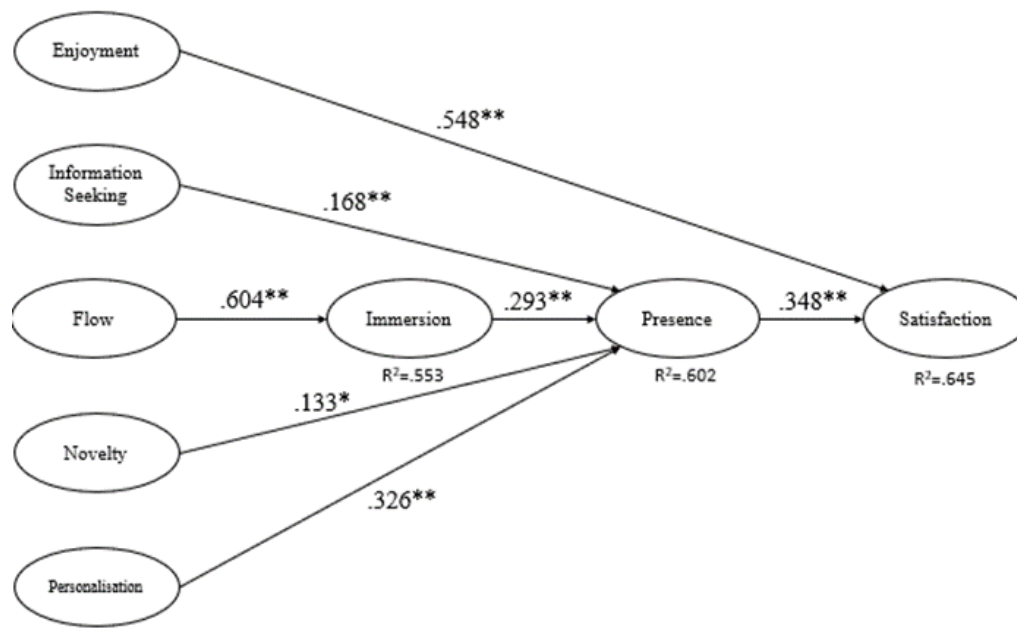 Enjoyment
.548**
Information
Seeking
.168**
Flow
.604**
Immersion
.293**
Presence
.348**
Satisfaction
R²=.553
R²=.602
R²=.645
.133*
Novelty
.326**
Personalisation